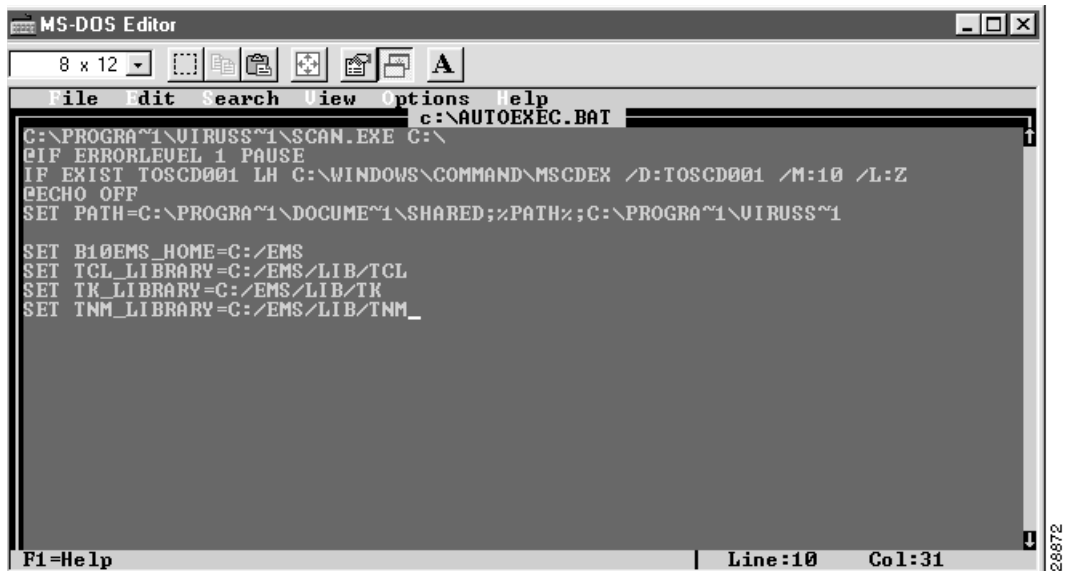 MS-DOS Editor
8 x 12 A
File Edit Search View Options Help
c:\AUTOEXEC.BAT
C:\PROGRA~1\VIRUSS~1\SCAN.EXE C:\
@IF ERRORLEVEL 1 PAUSE
IF EXIST TOSCD001 LH C:\WINDOWS\COMMAND\MSCDEX /D:TOSCD001 /M:10 /L:Z
@ECHO OFF
SET PATH=C:\PROGRA~1\DOCUME~1\SHARED;%PATH%;C:\PROGRA~1\VIRUSS~1
SET B10EMS_HOME=C:/EMS
SET TCL_LIBRARY=C:/EMS/LIB/TCL
SET TK_LIBRARY=C:/EMS/LIB/TK
SET TNM_LIBRARY=C:/EMS/LIB/TNM_
F1=Help Line:10 Col:31
28872